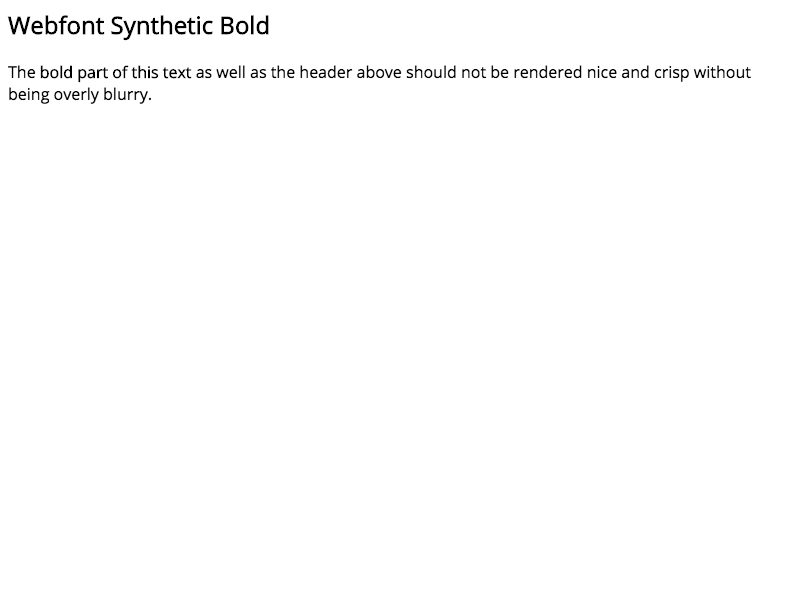 Webfont Synthetic Bold
The bold part of this text as well as the header above should not be rendered nice and crisp without
being overly blurry.